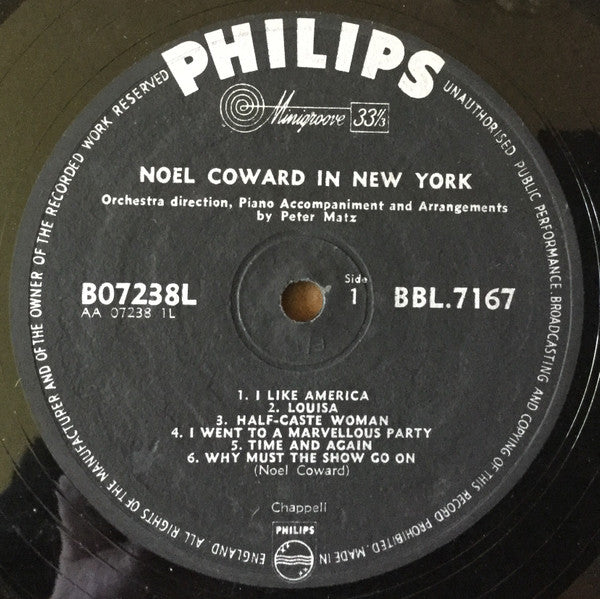 PHILIPS
Minigroove 33⅓
NOEL COWARD IN NEW YORK
Orchestra direction, Piano Accompaniment and Arrangements
by Peter Matz
B07238L
AA 07238 1L
Side
1
BBL.7167
1. I LIKE AMERICA
2. LOUISA
3. HALF-CASTE WOMAN
4. I WENT TO A MARVELLOUS PARTY
5. TIME AND AGAIN
6. WHY MUST THE SHOW GO ON
(Noel Coward)
Chappell
PHILIPS
ALL RIGHTS OF THE MANUFACTURER AND OF THE OWNER OF THE RECORDED WORK RESERVED
UNAUTHORISED PUBLIC PERFORMANCE BROADCASTING AND COPYING OF THIS RECORD PROHIBITED. MADE IN ENGLAND